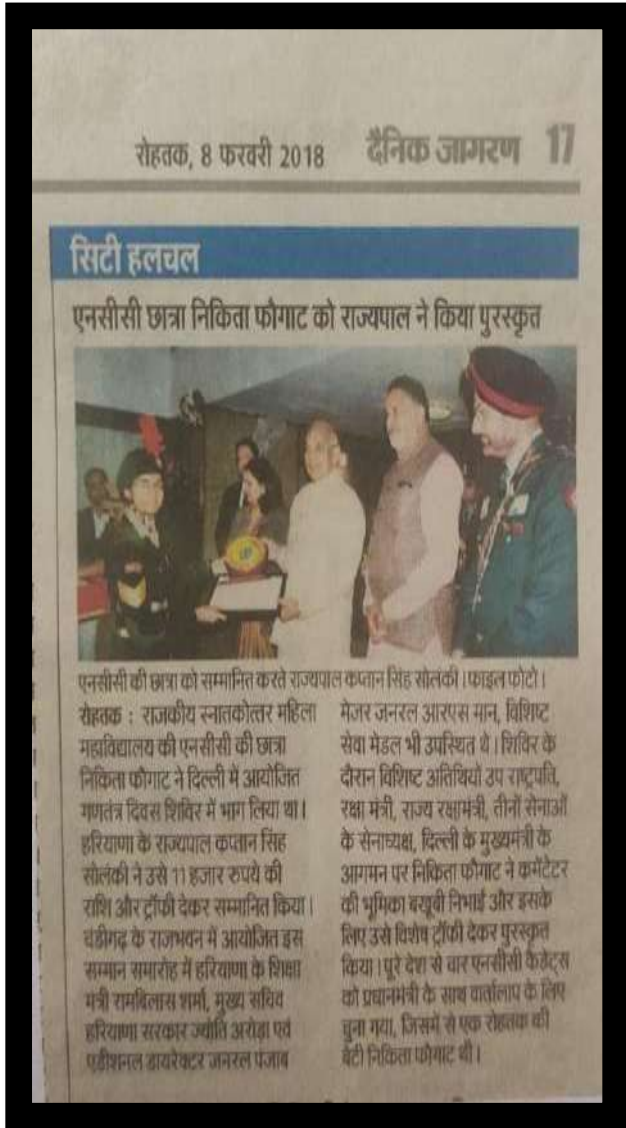 रोहतक, 8 फरवरी 2018 दैनिक जागरण 17
सिटी हलचल
एनसीसी छात्रा निकिता फौगाट को राज्यपाल ने किया पुरस्कृत
एनसीसी की छात्रा को सम्मानित करते राज्यपाल कप्तान सिंह सोलंकी। फाइल फोटो।
रोहतक : राजकीय स्नातकोत्तर महिला
महाविद्यालय की एनसीसी की छात्रा
निकिता फौगाट ने दिल्ली में आयोजित
गणतंत्र दिवस शिविर में भाग लिया था।
हरियाणा के राज्यपाल कप्तान सिंह
सोलंकी ने उसे 11 हजार रुपये की
राशि और ट्रॉफी देकर सम्मानित किया।
चंडीगढ़ के राजभवन में आयोजित इस
सम्मान समारोह में हरियाणा के शिक्षा
मंत्री रामबिलास शर्मा, मुख्य सचिव
हरियाणा सरकार ज्योति अरोड़ा एवं
एडीशनल डायरेक्टर जनरल पंजाब
मेजर जनरल आरएस मान, विशिष्ट
सेवा मेडल भी उपस्थित थे। शिविर के
दौरान विशिष्ट अतिथियों उप राष्ट्रपति,
रक्षा मंत्री, राज्य रक्षामंत्री, तीनों सेनाओं
के सेनाध्यक्ष, दिल्ली के मुख्यमंत्री के
आगमन पर निकिता फौगाट ने कमेंटेटर
की भूमिका बखूबी निभाई और इसके
लिए उसे विशेष ट्रॉफी देकर पुरस्कृत
किया। पूरे देश से चार एनसीसी कैडेट्स
को प्रधानमंत्री के साथ वार्तालाप के लिए
चुना गया, जिसमें से एक रोहतक की
बेटी निकिता फोगाट थी।